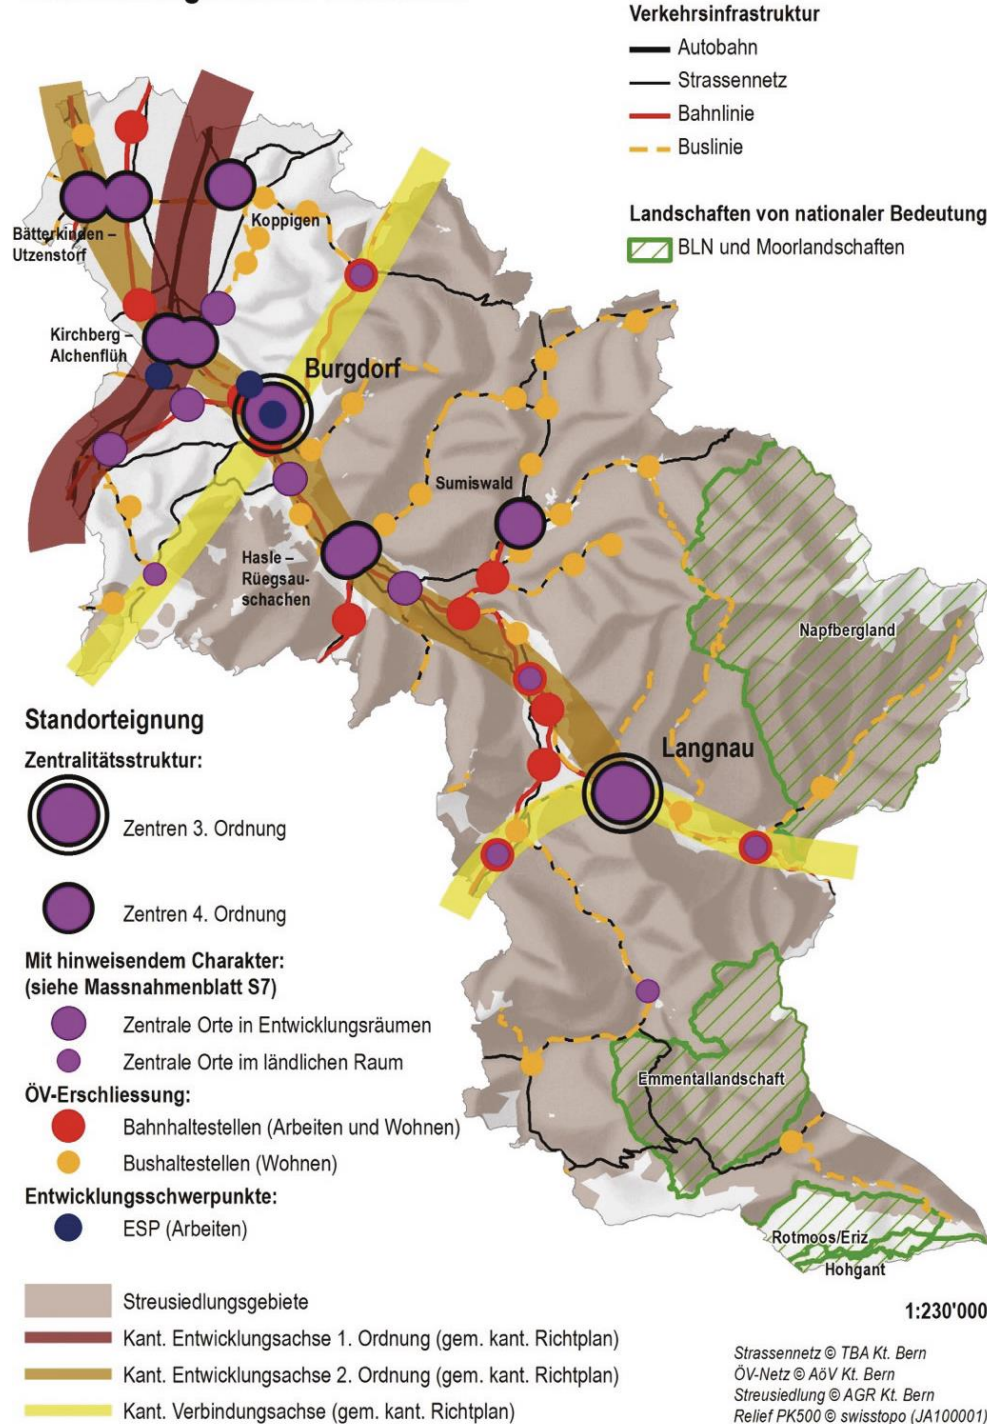 Verkehrsinfrastruktur
Autobahn
Strassennetz
Bahnlinie
Buslinie
Landschaften von nationaler Bedeutung
BLN und Moorlandschaften
Koppigen
Bätterkinden –
Utzenstorf
Kirchberg –
Alchenflüh
Burgdorf
Sumiswald
Hasle –
Rüegsau-
schachen
Napfbergland
Langnau
Emmentallandschaft
Rotmoos/Eriz
Hohgant
Standorteignung
Zentralitätsstruktur:
Zentren 3. Ordnung
Zentren 4. Ordnung
Mit hinweisendem Charakter:
(siehe Massnahmenblatt S7)
Zentrale Orte in Entwicklungsräumen
Zentrale Orte im ländlichen Raum
ÖV-Erschliessung:
Bahnhaltestellen (Arbeiten und Wohnen)
Bushaltestellen (Wohnen)
Entwicklungsschwerpunkte:
ESP (Arbeiten)
Streusiedlungsgebiete
Kant. Entwicklungsachse 1. Ordnung (gem. kant. Richtplan)
Kant. Entwicklungsachse 2. Ordnung (gem. kant. Richtplan)
Kant. Verbindungsachse (gem. kant. Richtplan)
1:230'000
Strassennetz © TBA Kt. Bern
ÖV-Netz © AöV Kt. Bern
Streusiedlung © AGR Kt. Bern
Relief PK500 © swisstopo (JA100001)